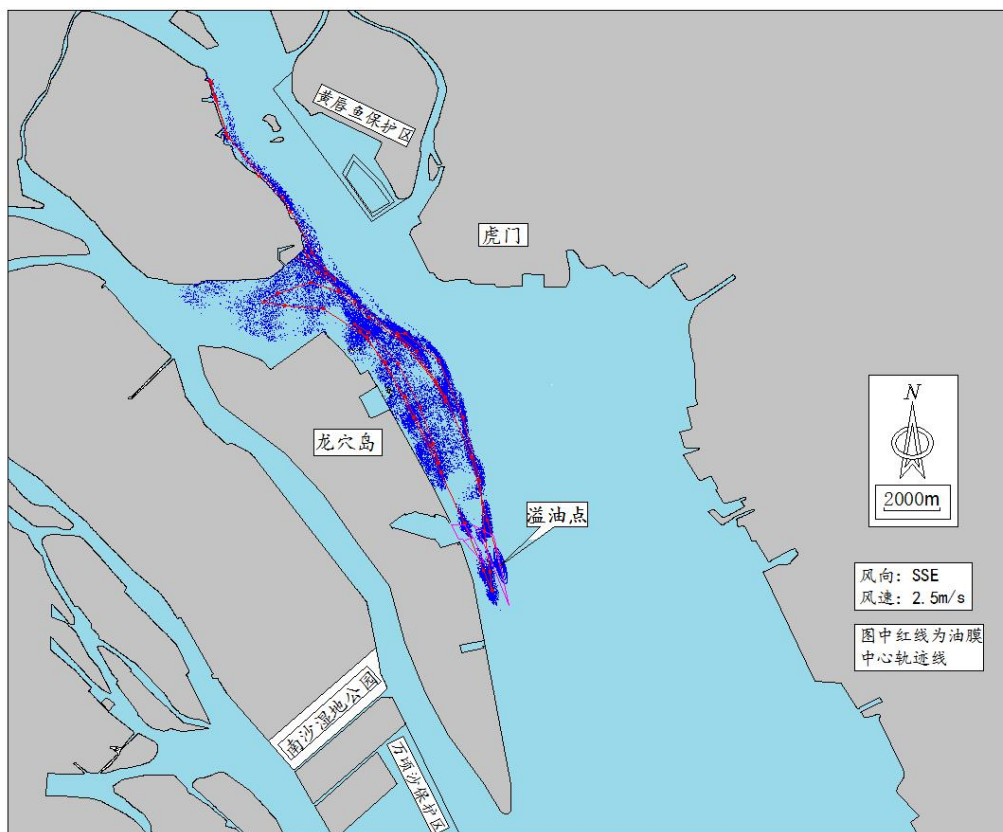 黄唇鱼保护区
虎门
龙穴岛
溢油点
N
2000m
风向: SSE
风速: 2.5m/s
图中红线为油膜
中心轨迹线
南沙湿地公园
万顷沙保护区